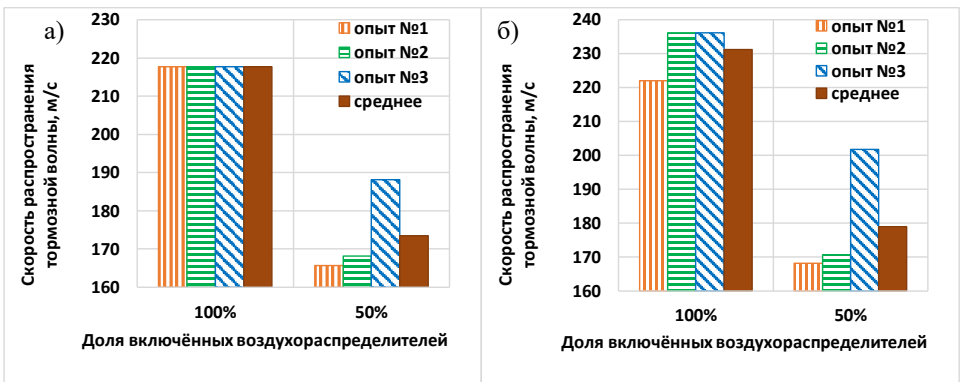 а)
опыт №1
опыт №2
опыт №3
среднее
Скорость распространения
тормозной волны, м/с
230
220
210
200
190
180
170
160
100%
50%
Доля включённых воздухораспределителей
б)
опыт №1
опыт №2
опыт №3
среднее
Скорость распространения
тормозной волны, м/с
240
230
220
210
200
190
180
170
160
100%
50%
Доля включённых воздухораспределителей